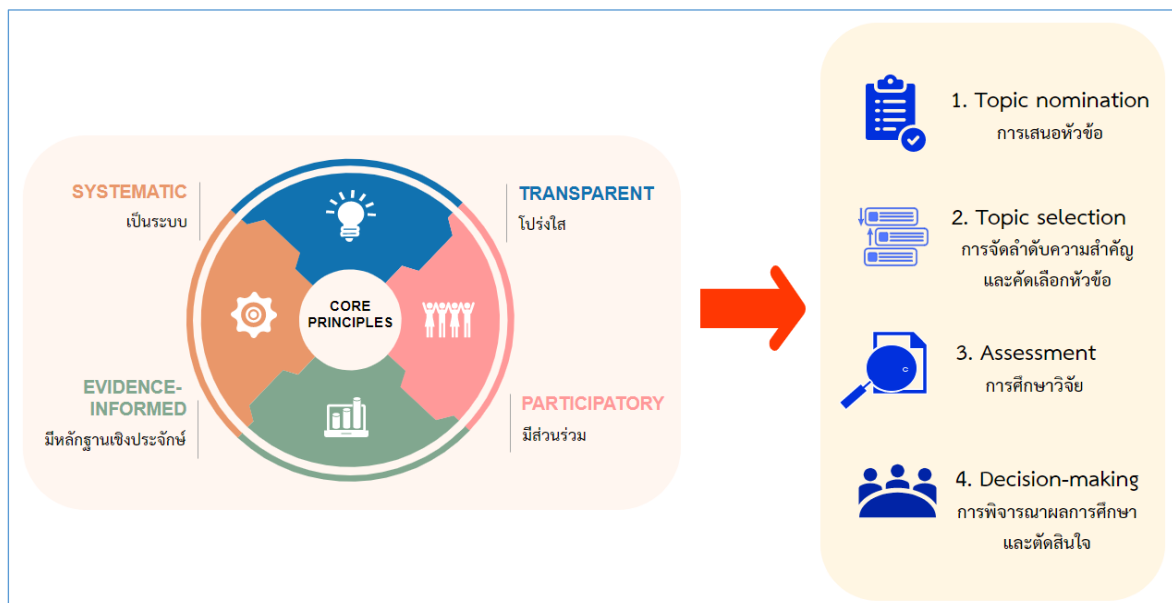 SYSTEMATIC
เป็นระบบ
TRANSPARENT
โปร่งใส
CORE
PRINCIPLES
EVIDENCE-
INFORMED
มีหลักฐานเชิงประจักษ์
PARTICIPATORY
มีส่วนร่วม
1. Topic nomination
การเสนอหัวข้อ
2. Topic selection
การจัดลำดับความสำคัญ
และคัดเลือกหัวข้อ
3. Assessment
การศึกษาวิจัย
C
4. Decision-making
การพิจารณาผลการศึกษา
และตัดสินใจ